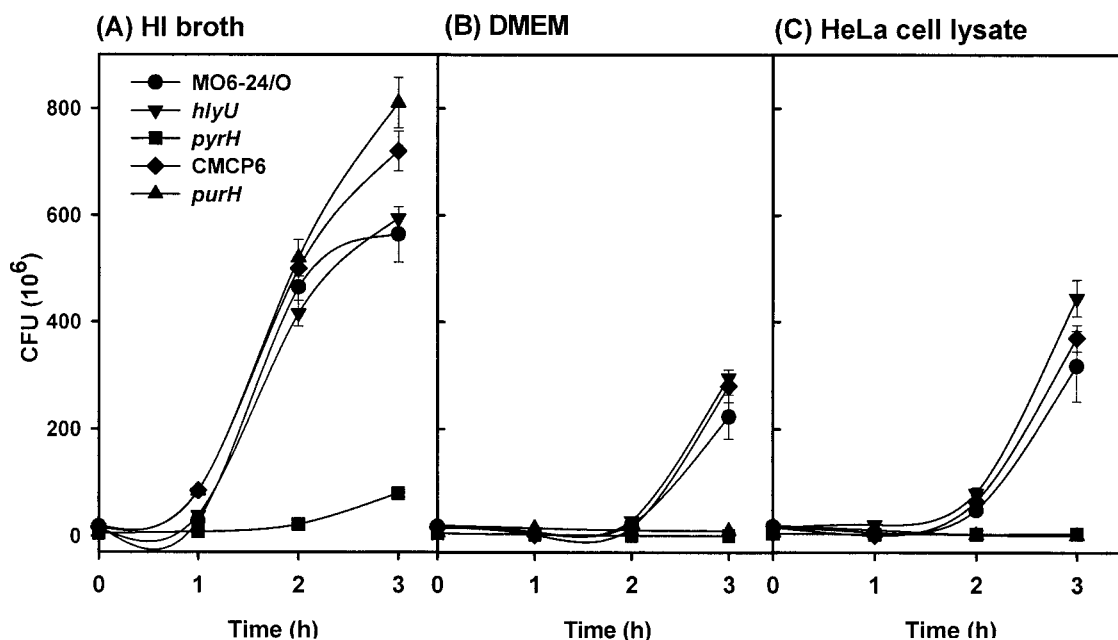 (A) HI broth
(B) DMEM
(C) HeLa cell lysate
MO6-24/O
hlyU
pyrH
CMCP6
purH
CFU (10⁶)
800
600
400
200
0
0 1 2 3 0 1 2 3 0 1 2 3
Time (h) Time (h) Time (h)